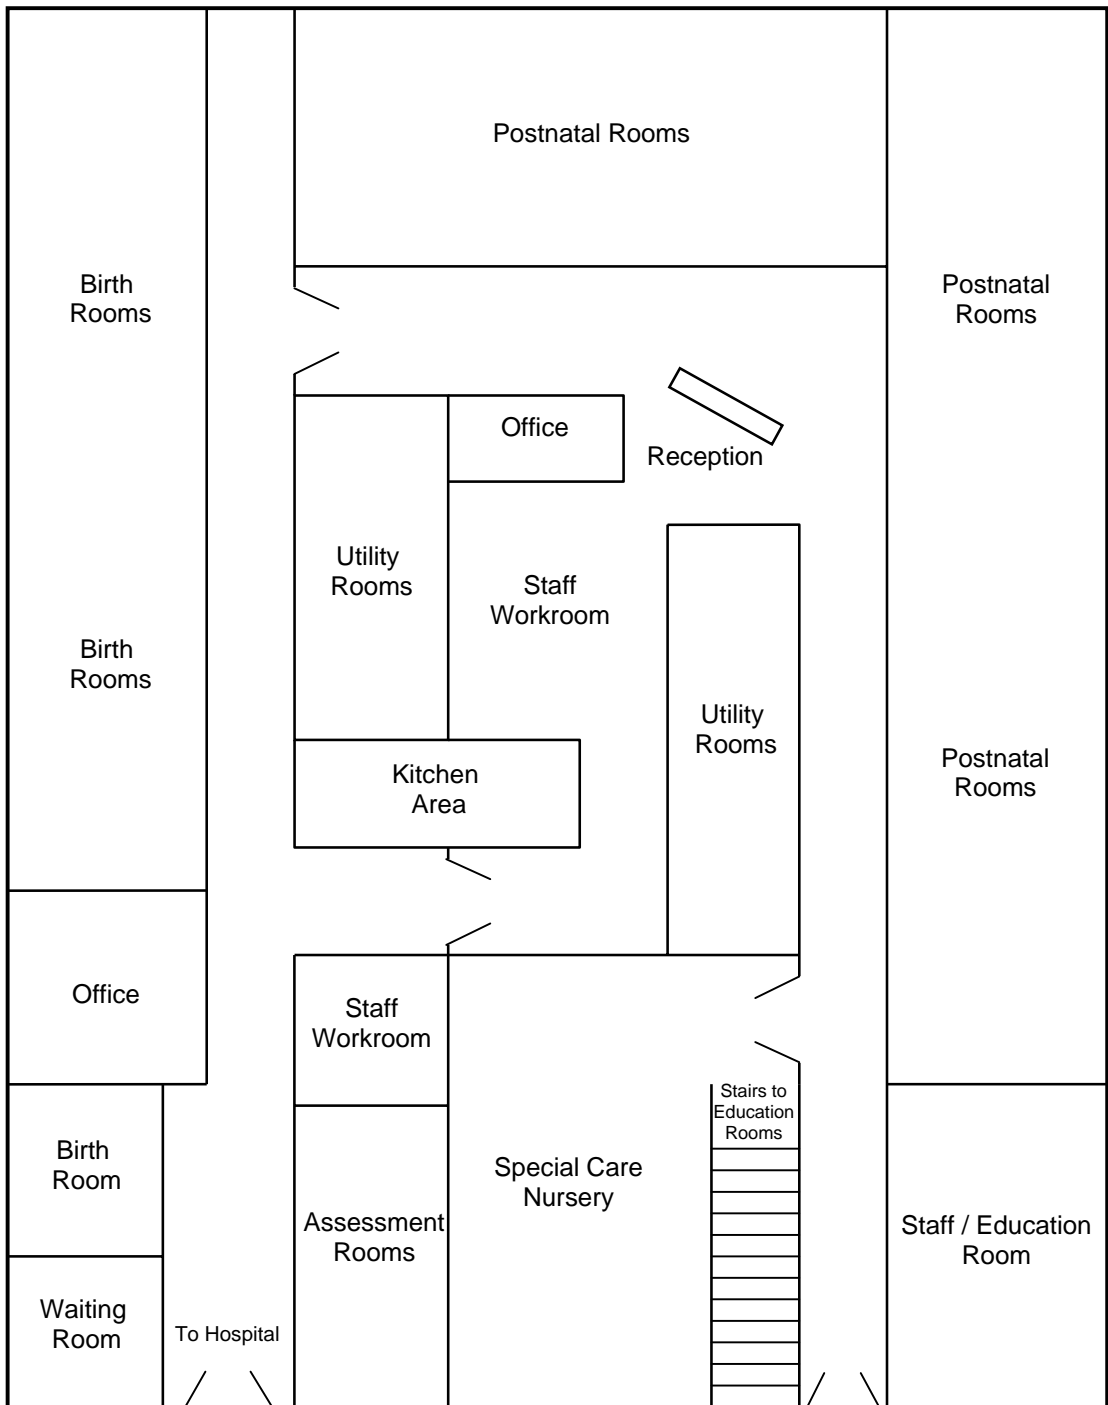 Postnatal Rooms
Birth
Rooms
Postnatal
Rooms
Office
Reception
Utility
Rooms
Staff
Workroom
Birth
Rooms
Utility
Rooms
Kitchen
Area
Postnatal
Rooms
Office
Staff
Workroom
Stairs to
Education
Rooms
Birth
Room
Special Care
Nursery
Assessment
Rooms
Staff / Education
Room
Waiting
Room
To Hospital